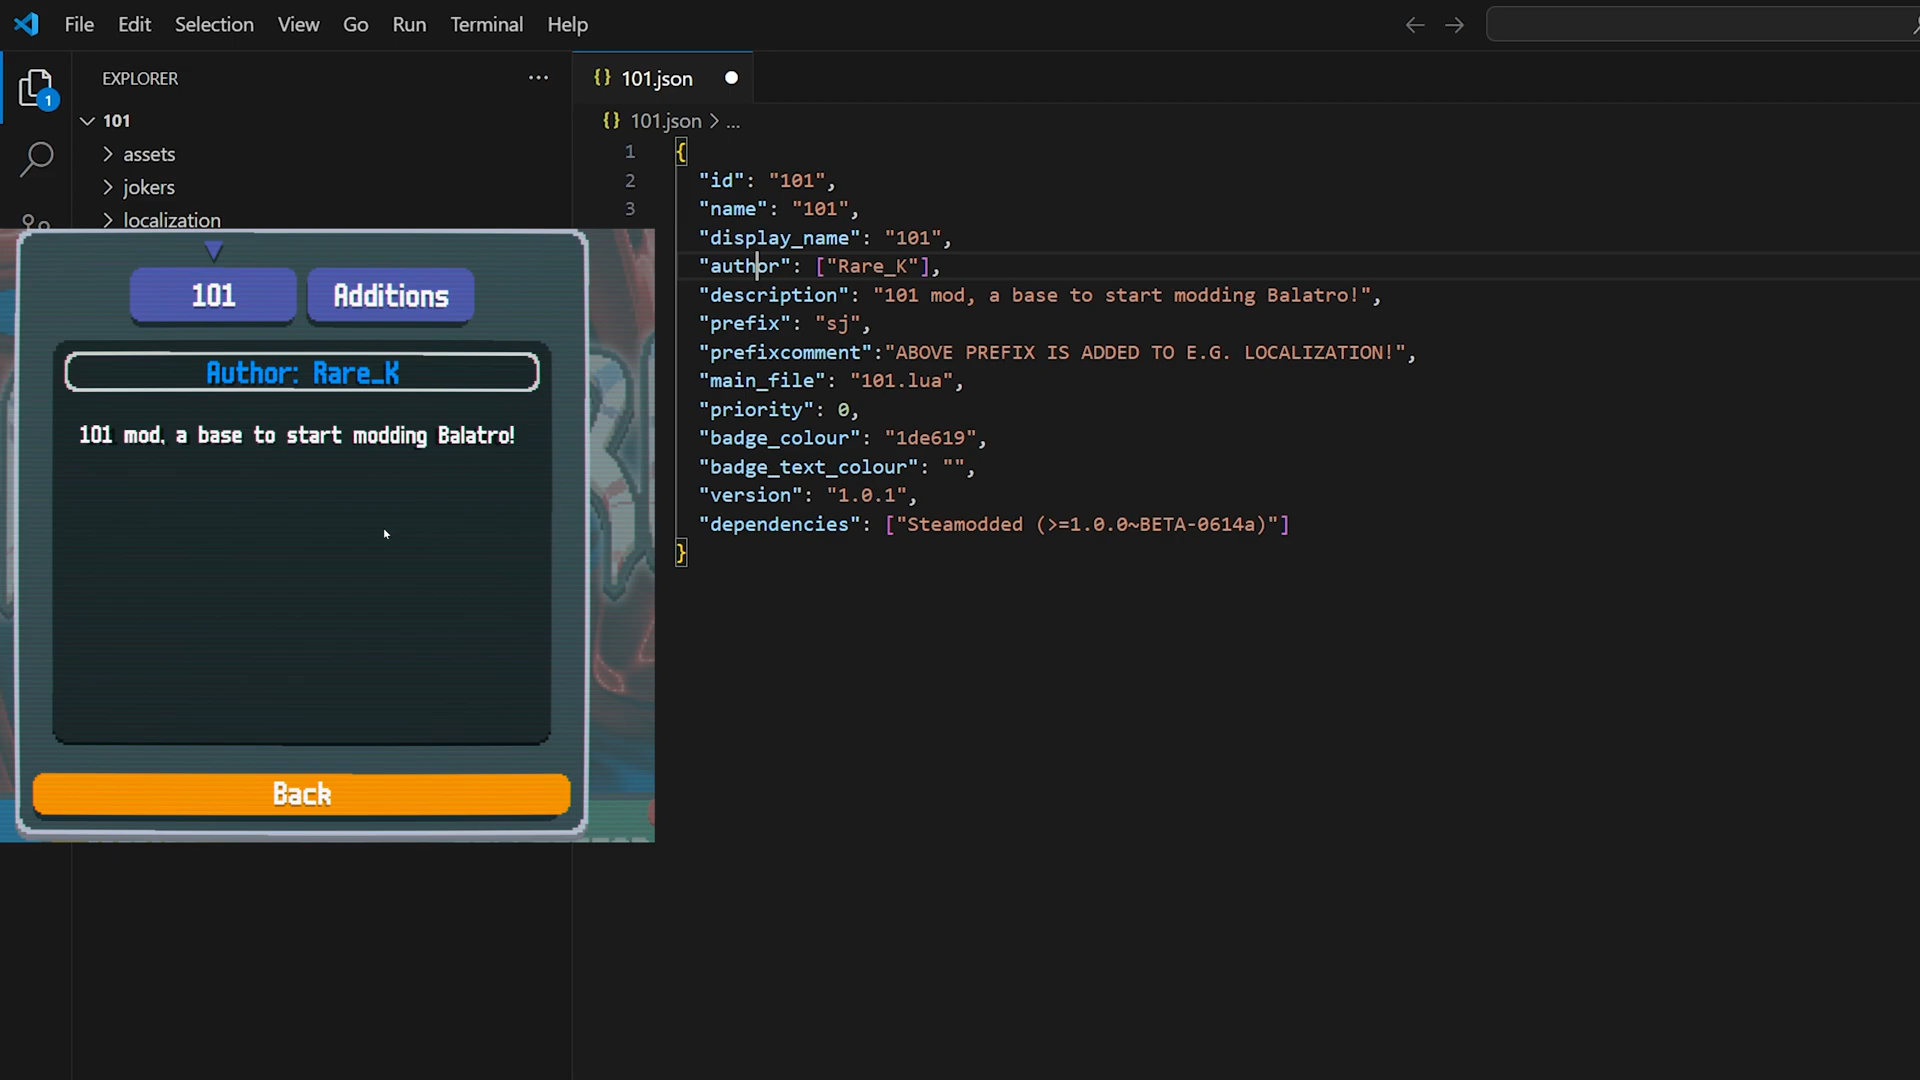 File Edit Selection View Go Run Terminal Help
EXPLORER
101
assets
jokers
localization
1
101.json
{} 101.json > ...
1 {
2 "id": "101",
3 "name": "101",
"display_name": "101",
"author": ["Rare_K"],
"description": "101 mod, a base to start modding Balatro!",
"prefix": "sj",
"prefixcomment":"ABOVE PREFIX IS ADDED TO E.G. LOCALIZATION!",
"main_file": "101.lua",
"priority": 0,
"badge_colour": "1de619",
"badge_text_colour": "",
"version": "1.0.1",
"dependencies": ["Steamodded (>=1.0.0~BETA-0614a)"]
}
101
Additions
Author: Rare_K
101 mod, a base to start modding Balatro!
Back